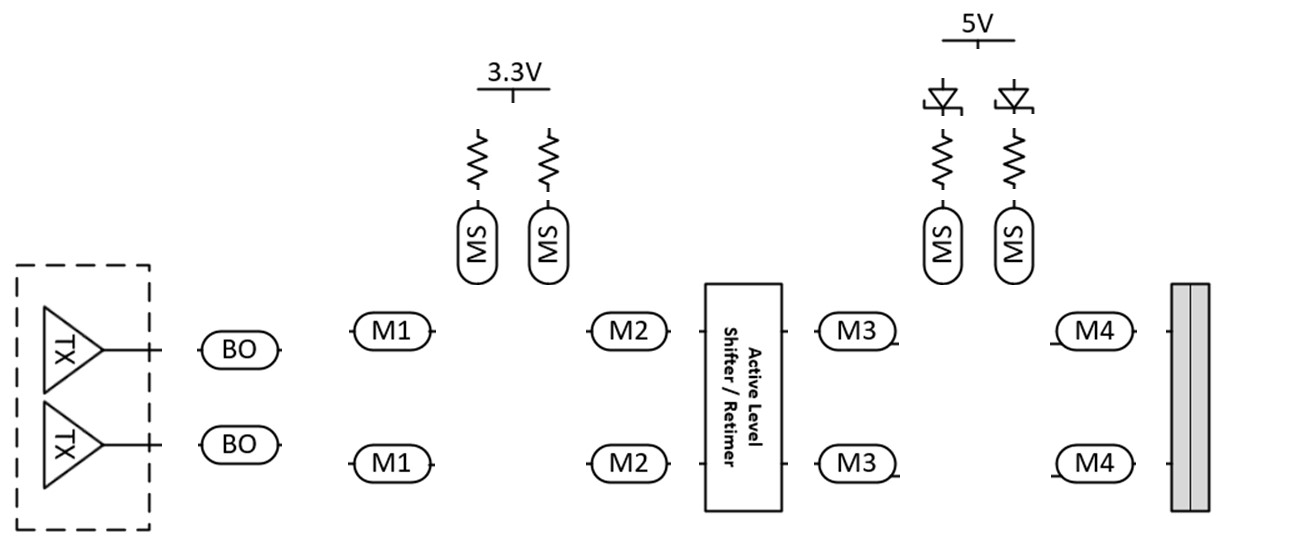 5V
3.3V
MS MS MS MS
TX BO M1 M2 Active Level M3 M4
Shifter / Retimer
TX BO M1 M2 M3 M4